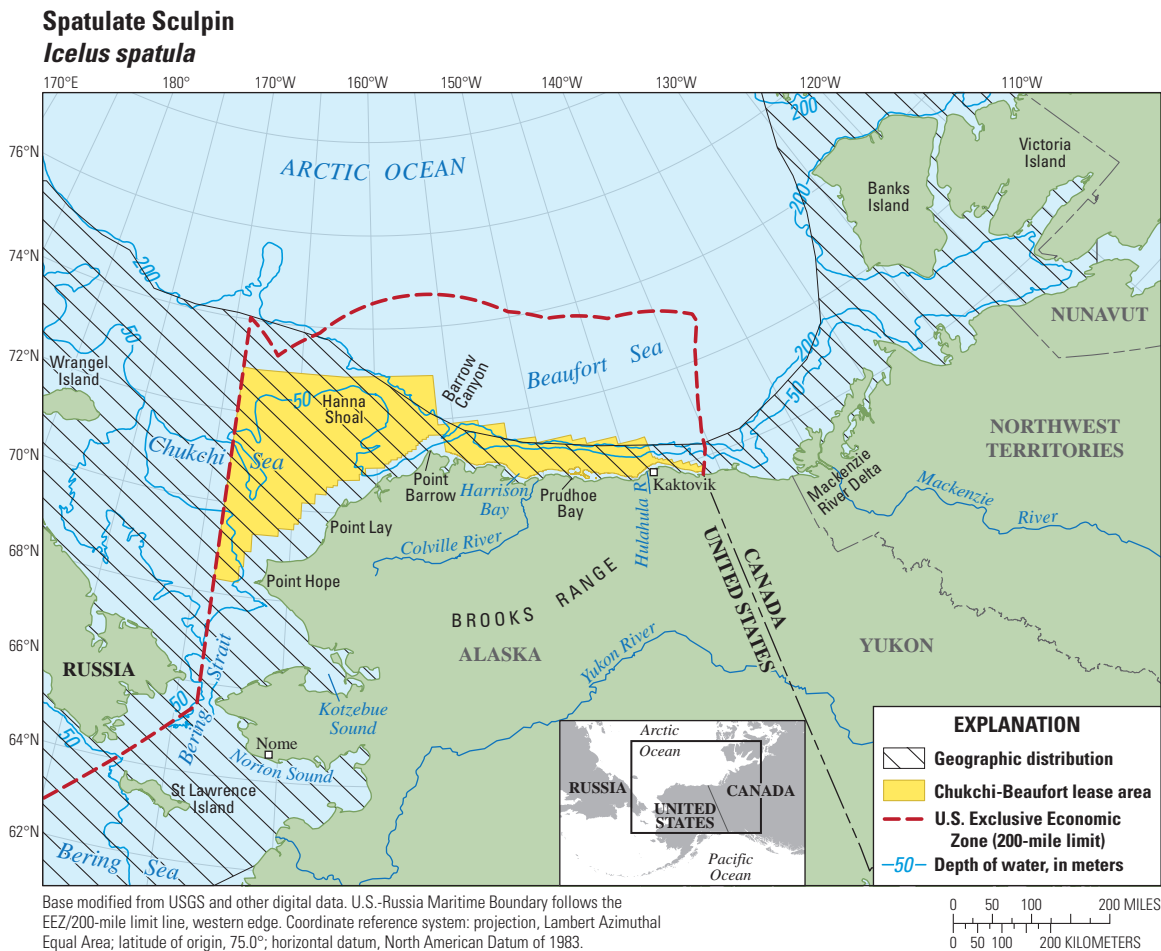 Spatulate Sculpin
Icelus spatula
170°E
180°
170°W
160°W
150°W
140°W
130°W
120°W
110°W
76°N
74°N
72°N
70°N
68°N
66°N
64°N
62°N
ARCTIC OCEAN
200
200
Banks
Island
Victoria
Island
200
200
50
Wrangel
Island
Chukchi Sea
Hanna
Shoal
50
Barrow
Canyon
Beaufort Sea
200
50
NUNAVUT
NORTHWEST
TERRITORIES
Point
Barrow
Harrison
Bay
Prudhoe
Bay
Hulahula R
Kaktovik
Mackenzie
River Delta
Mackenzie
River
Point Lay
Colville River
Point Hope
BROOKS RANGE
CANADA
UNITED STATES
ALASKA
Yukon River
YUKON
RUSSIA
50
50
Bering Strait
Kotzebue
Sound
Nome
Norton Sound
St Lawrence
Island
Bering Sea
Arctic
Ocean
RUSSIA
UNITED
STATES
CANADA
Pacific
Ocean
EXPLANATION
Geographic distribution
Chukchi-Beaufort lease area
U.S. Exclusive Economic
Zone (200-mile limit)
50 Depth of water, in meters
Base modified from USGS and other digital data. U.S.-Russia Maritime Boundary follows the
EEZ/200-mile limit line, western edge. Coordinate reference system: projection, Lambert Azimuthal
Equal Area; latitude of origin, 75.0°; horizontal datum, North American Datum of 1983.
0 50 100 200 MILES
0 50 100 200 KILOMETERS